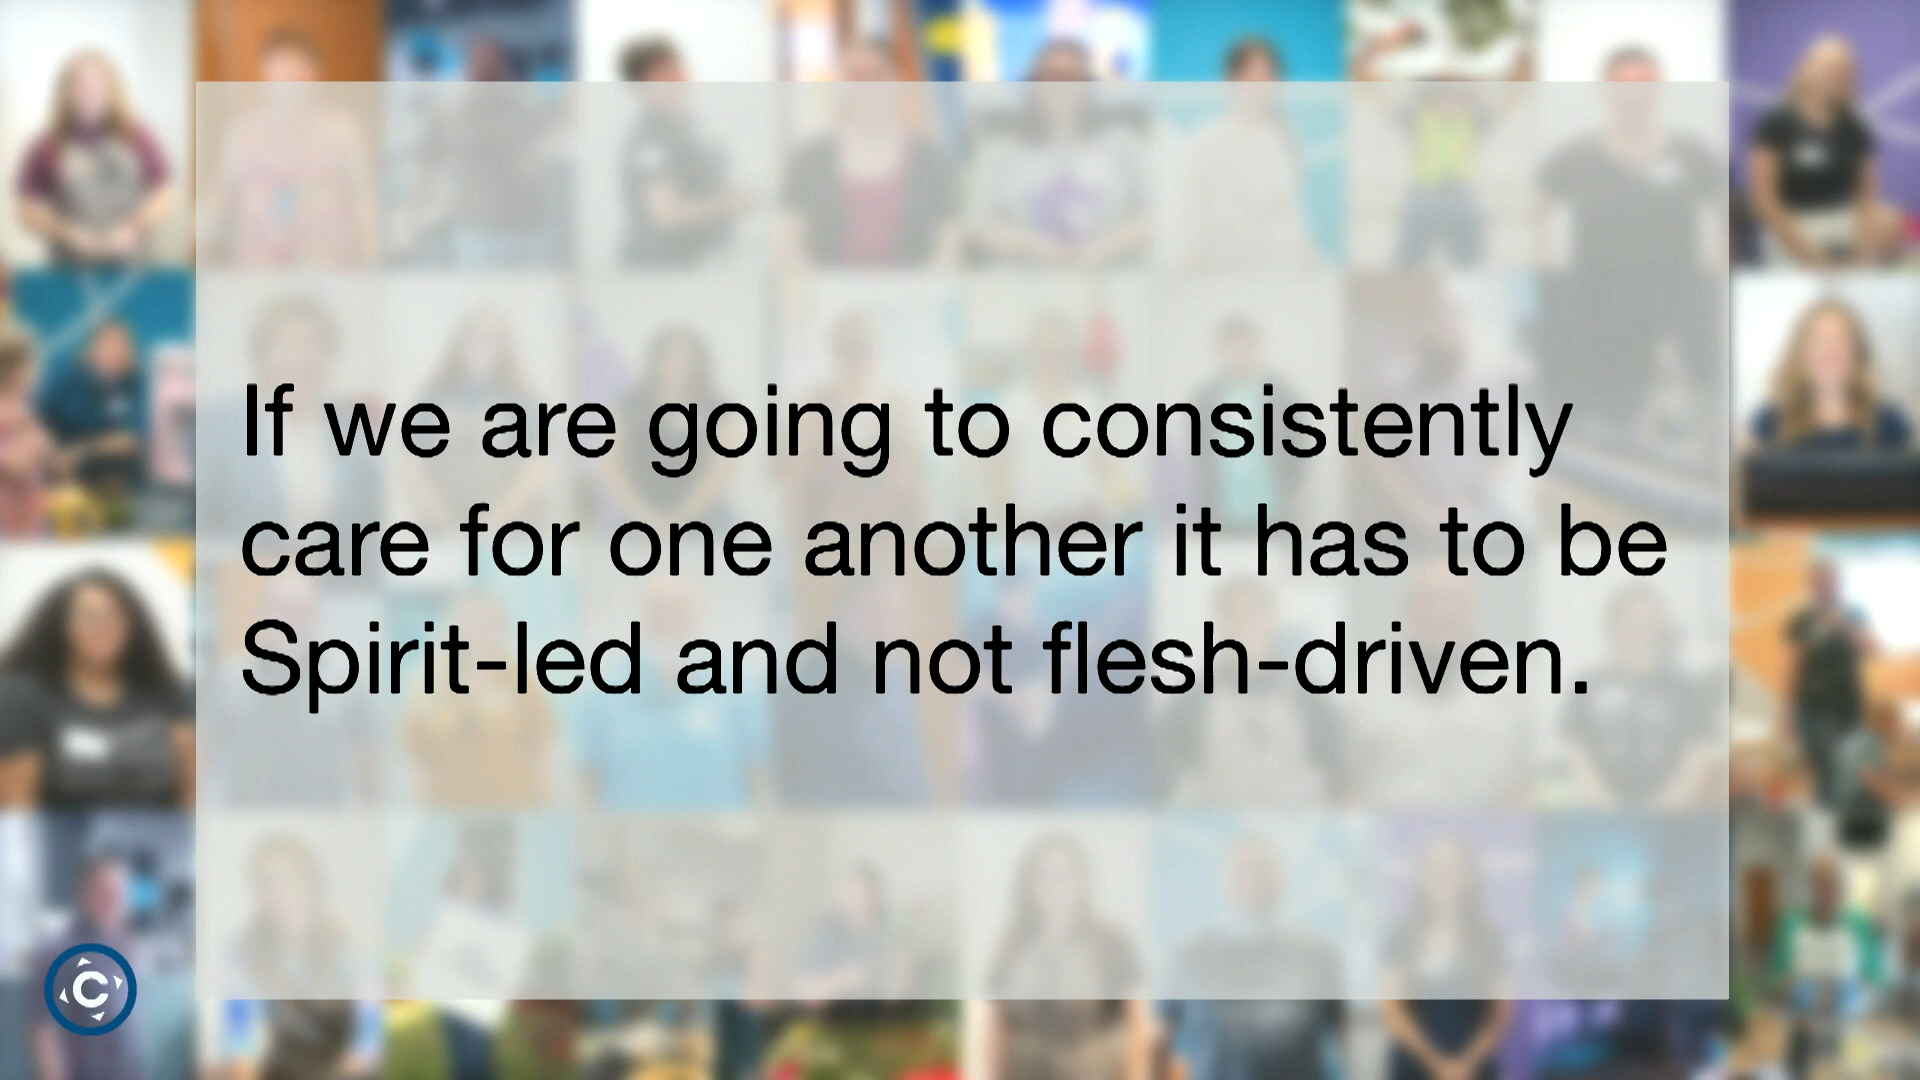 If we are going to consistently
care for one another it has to be
Spirit-led and not flesh-driven.
C